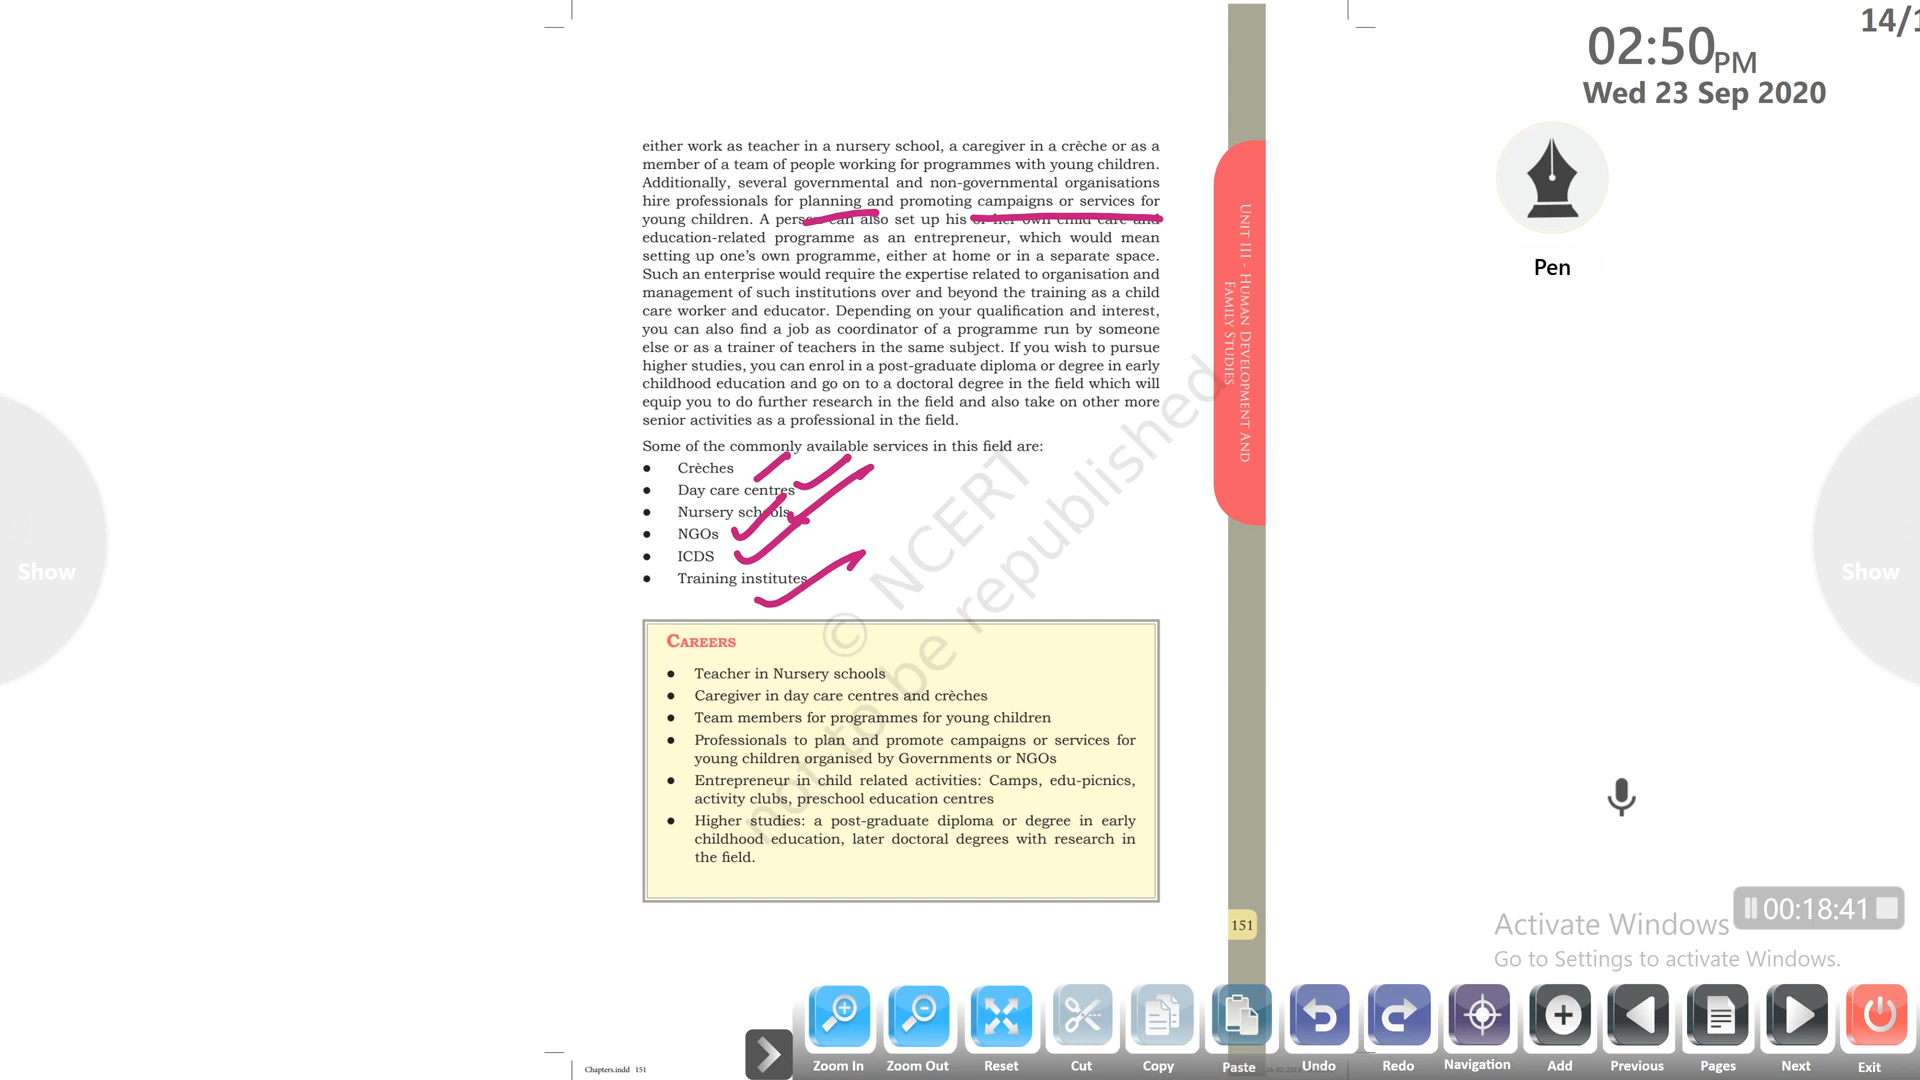 14/1
02:50PM
Wed 23 Sep 2020
Pen
either work as teacher in a nursery school, a caregiver in a crèche or as a
member of a team of people working for programmes with young children.
Additionally, several governmental and non-governmental organisations
hire professionals for planning and promoting campaigns or services for
young children. A person can also set up his or her own child care and
education-related programme as an entrepreneur, which would mean
setting up one’s own programme, either at home or in a separate space.
Such an enterprise would require the expertise related to organisation and
management of such institutions over and beyond the training as a child
care worker and educator. Depending on your qualification and interest,
you can also find a job as coordinator of a programme run by someone
else or as a trainer of teachers in the same subject. If you wish to pursue
higher studies, you can enrol in a post-graduate diploma or degree in early
childhood education and go on to a doctoral degree in the field which will
equip you to do further research in the field and also take on other more
senior activities as a professional in the field.
Some of the commonly available services in this field are:
● Crèches
● Day care centres
● Nursery schools
● NGOs
● ICDS
● Training institutes
CAREERS
● Teacher in Nursery schools
● Caregiver in day care centres and crèches
● Team members for programmes for young children
● Professionals to plan and promote campaigns or services for
young children organised by Governments or NGOs
● Entrepreneur in child related activities: Camps, edu-picnics,
activity clubs, preschool education centres
● Higher studies: a post-graduate diploma or degree in early
childhood education, later doctoral degrees with research in
the field.
© NCERT
not to be republished
UNIT III - HUMAN DEVELOPMENT AND
FAMILY STUDIES
151
Show
Show
00:18:41
Activate Windows
Go to Settings to activate Windows.
Chapters.indd 151
Zoom In
Zoom Out
Reset
Cut
Copy
Paste
Undo
Redo
Navigation
Add
Previous
Pages
Next
Exit